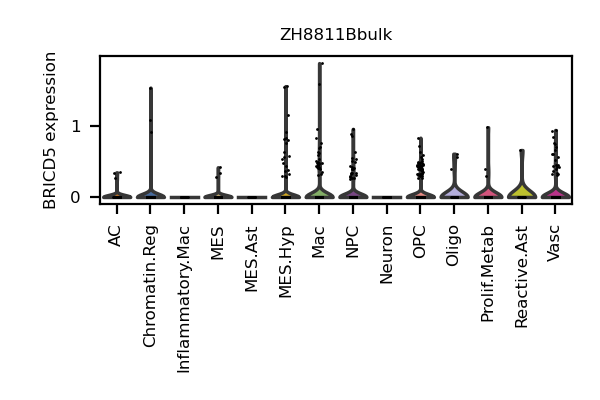 ZH8811Bbulk
BRICD5 expression
1
0
AC
Chromatin.Reg
Inflammatory.Mac
MES
MES.Ast
MES.Hyp
Mac
NPC
Neuron
OPC
Oligo
Prolif.Metab
Reactive.Ast
Vasc